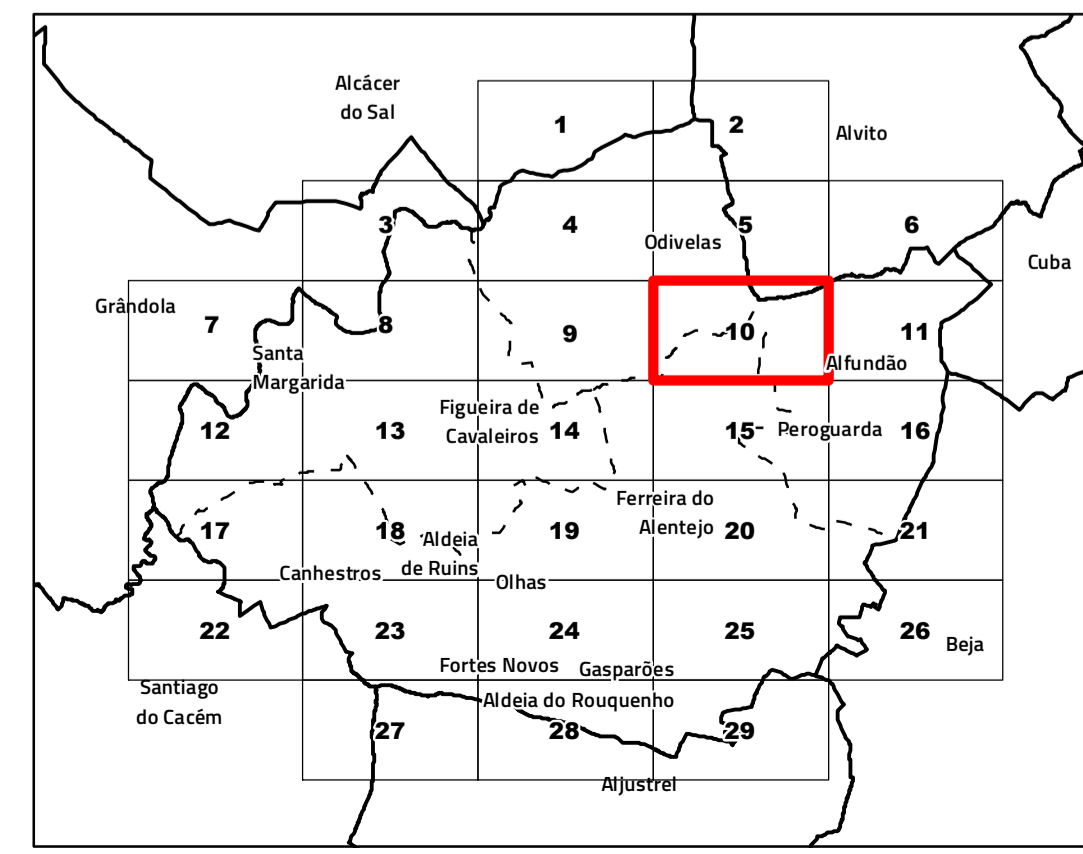 Alcácer
do Sal
1
2
Alvito
3
4
5
6
Odivelas
Cuba
Grândola
7
8
9
10
11
Santa
Margarida
Alfundão
Figueira de
Cavaleiros
12
13
14
15
Peroguarda
16
Ferreira do
Alentejo
17
18
Aldeia
de Ruins
19
20
21
Canhestros
Olhas
22
23
24
25
26
Beja
Fortes Novos
Gasparões
Santiago
do Cacém
Aldeia do Rouquenho
27
28
29
Aljustrel